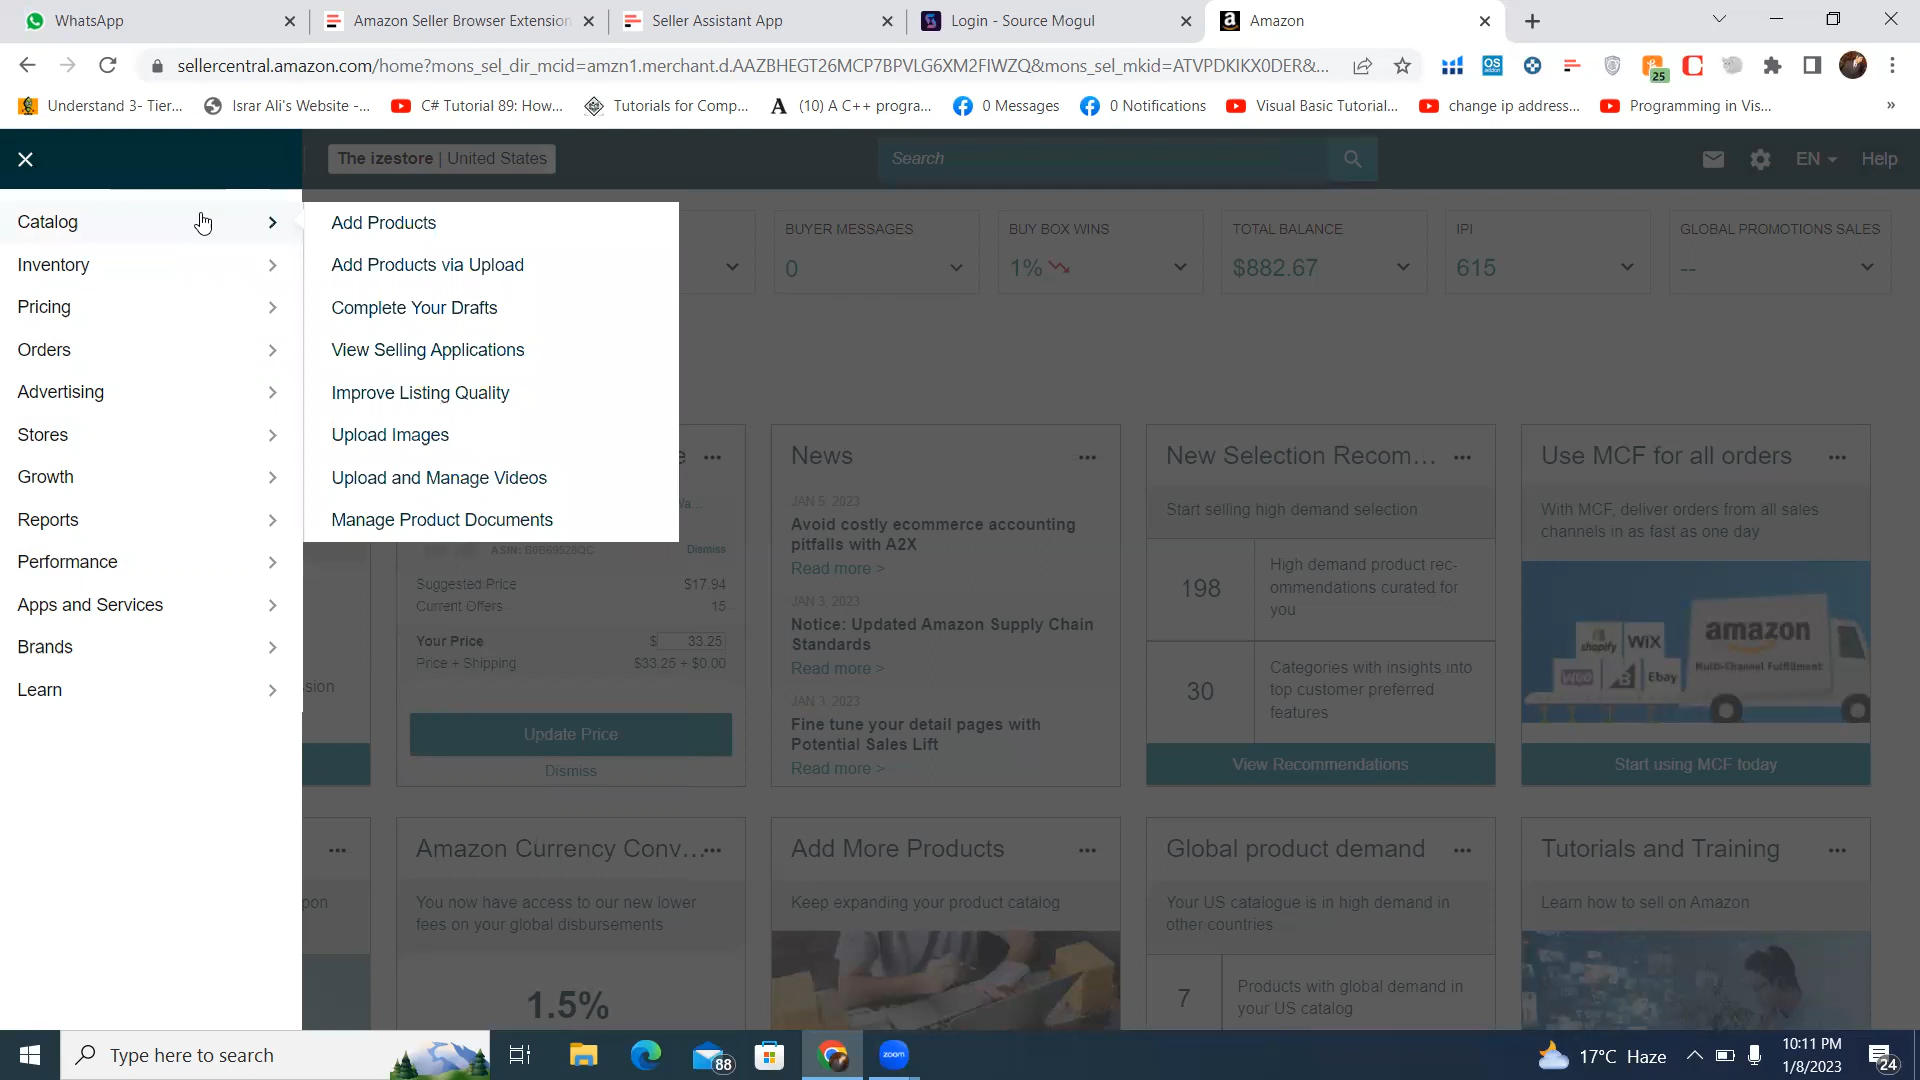 WhatsApp
Amazon Seller Browser Extension
Seller Assistant App
Login - Source Mogul
Amazon
sellercentral.amazon.com/home?mons_sel_dir_mcid=amzn1.merchant.d.AAZBHEGT26MCP7BPVLG6XM2FIWZQ&mons_sel_mkid=ATVPDKIKX0DER&...
25
Understand 3- Tier...
Israr Ali's Website -...
C# Tutorial 89: How...
Tutorials for Comp...
(10) A C++ progra...
0 Messages
0 Notifications
Visual Basic Tutorial...
change ip address...
Programming in Vis...
»
The izestore | United States
Search
EN
Help
Catalog
Inventory
Pricing
Orders
Advertising
Stores
Growth
Reports
Performance
Apps and Services
Brands
Learn
Add Products
Add Products via Upload
Complete Your Drafts
View Selling Applications
Improve Listing Quality
Upload Images
Upload and Manage Videos
Manage Product Documents
BUYER MESSAGES
0
BUY BOX WINS
1%
TOTAL BALANCE
$882.67
IPI
615
GLOBAL PROMOTIONS SALES
--
ASIN: B0B69528QC
Dismiss
Suggested Price $17.94
Current Offers 15
Your Price $ 33.25
Price + Shipping $33.25 + $0.00
Update Price
Dismiss
News
JAN 5, 2023
Avoid costly ecommerce accounting
pitfalls with A2X
Read more >
JAN 3, 2023
Notice: Updated Amazon Supply Chain
Standards
Read more >
JAN 3, 2023
Fine tune your detail pages with
Potential Sales Lift
Read more >
New Selection Recom...
Start selling high demand selection
198
High demand product rec-
ommendations curated for
you
30
Categories with insights into
top customer preferred
features
View Recommendations
Use MCF for all orders
With MCF, deliver orders from all sales
channels in as fast as one day
shopify
WiX
WOO
Ebay
amazon
Multi-Channel Fulfillment
Start using MCF today
Amazon Currency Conv...
You now have access to our new lower
fees on your global disbursements
1.5%
Add More Products
Keep expanding your product catalog
Global product demand
Your US catalogue is in high demand in
other countries
7
Products with global demand in
your US catalog
Tutorials and Training
Learn how to sell on Amazon
Type here to search
88
zoom
17°C Haze
10:11 PM
1/8/2023
24